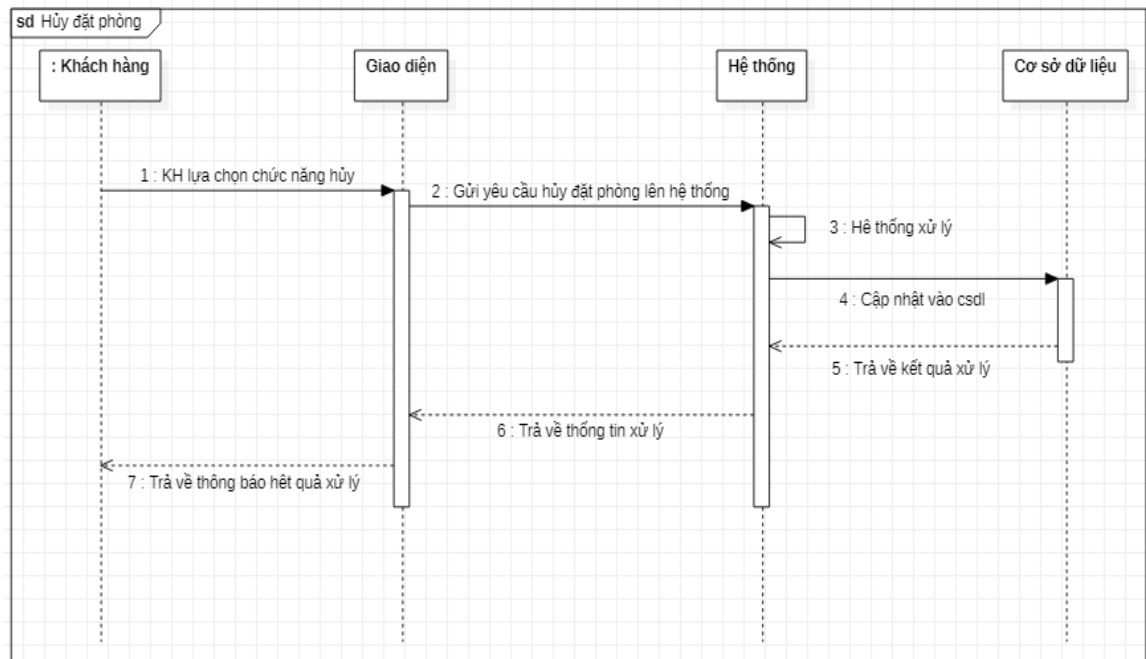 sd Hủy đặt phòng
: Khách hàng
Giao diện
Hệ thống
Cơ sở dữ liệu
1 : KH lựa chọn chức năng hủy
2 : Gửi yêu cầu hủy đặt phòng lên hệ thống
3 : Hê thống xử lý
4 : Cập nhật vào csdl
5 : Trả về kết quả xử lý
6 : Trả về thống tin xử lý
7 : Trả về thông báo hêt quả xử lý